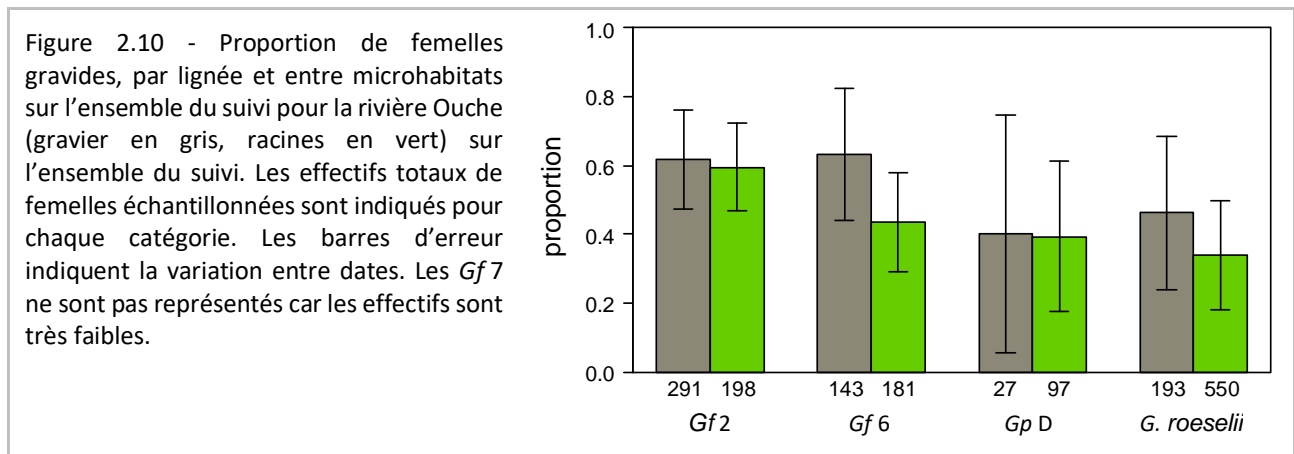 Figure 2.10 - Proportion de femelles
gravides, par lignée et entre microhabitats
sur l’ensemble du suivi pour la rivière Ouche
(gravier en gris, racines en vert) sur
l’ensemble du suivi. Les effectifs totaux de
femelles échantillonnées sont indiqués pour
chaque catégorie. Les barres d’erreur
indiquent la variation entre dates. Les Gf 7
ne sont pas représentés car les effectifs sont
très faibles.
proportion
1.0
0.8
0.6
0.4
0.2
0.0
291 198 143 181 27 97 193 550
Gf 2 Gf 6 Gp D G. roeselii